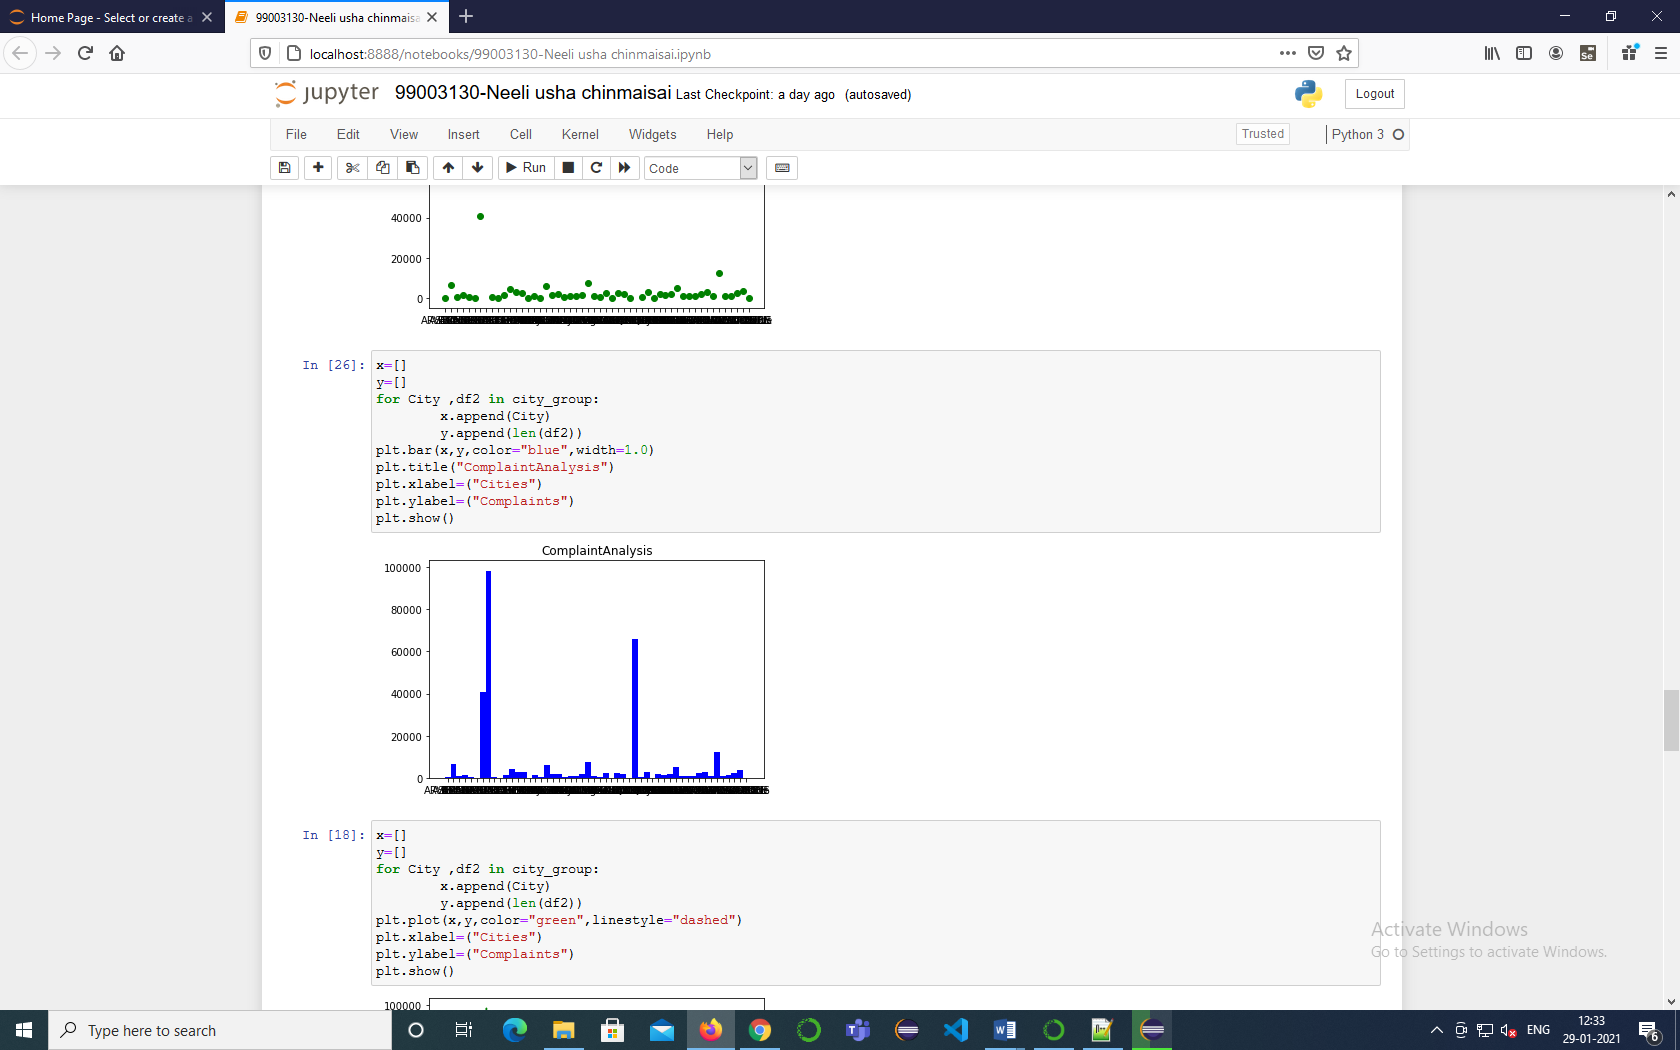 Home Page - Select or create a
99003130-Neeli usha chinmaisa
localhost:8888/notebooks/99003130-Neeli usha chinmaisai.ipynb
jupyter 99003130-Neeli usha chinmaisai Last Checkpoint: a day ago (autosaved)
Logout
File Edit View Insert Cell Kernel Widgets Help
Trusted
Python 3
Run
Code
40000
20000
0
In [26]:
x=[]
y=[]
for City ,df2 in city_group:
x.append(City)
y.append(len(df2))
plt.bar(x,y,color="blue",width=1.0)
plt.title("ComplaintAnalysis")
plt.xlabel=("Cities")
plt.ylabel=("Complaints")
plt.show()
ComplaintAnalysis
100000
80000
60000
40000
20000
0
In [18]:
x=[]
y=[]
for City ,df2 in city_group:
x.append(City)
y.append(len(df2))
plt.plot(x,y,color="green",linestyle="dashed")
plt.xlabel=("Cities")
plt.ylabel=("Complaints")
plt.show()
100000
Activate Windows
Go to Settings to activate Windows.
Type here to search
ENG
12:33
29-01-2021
6